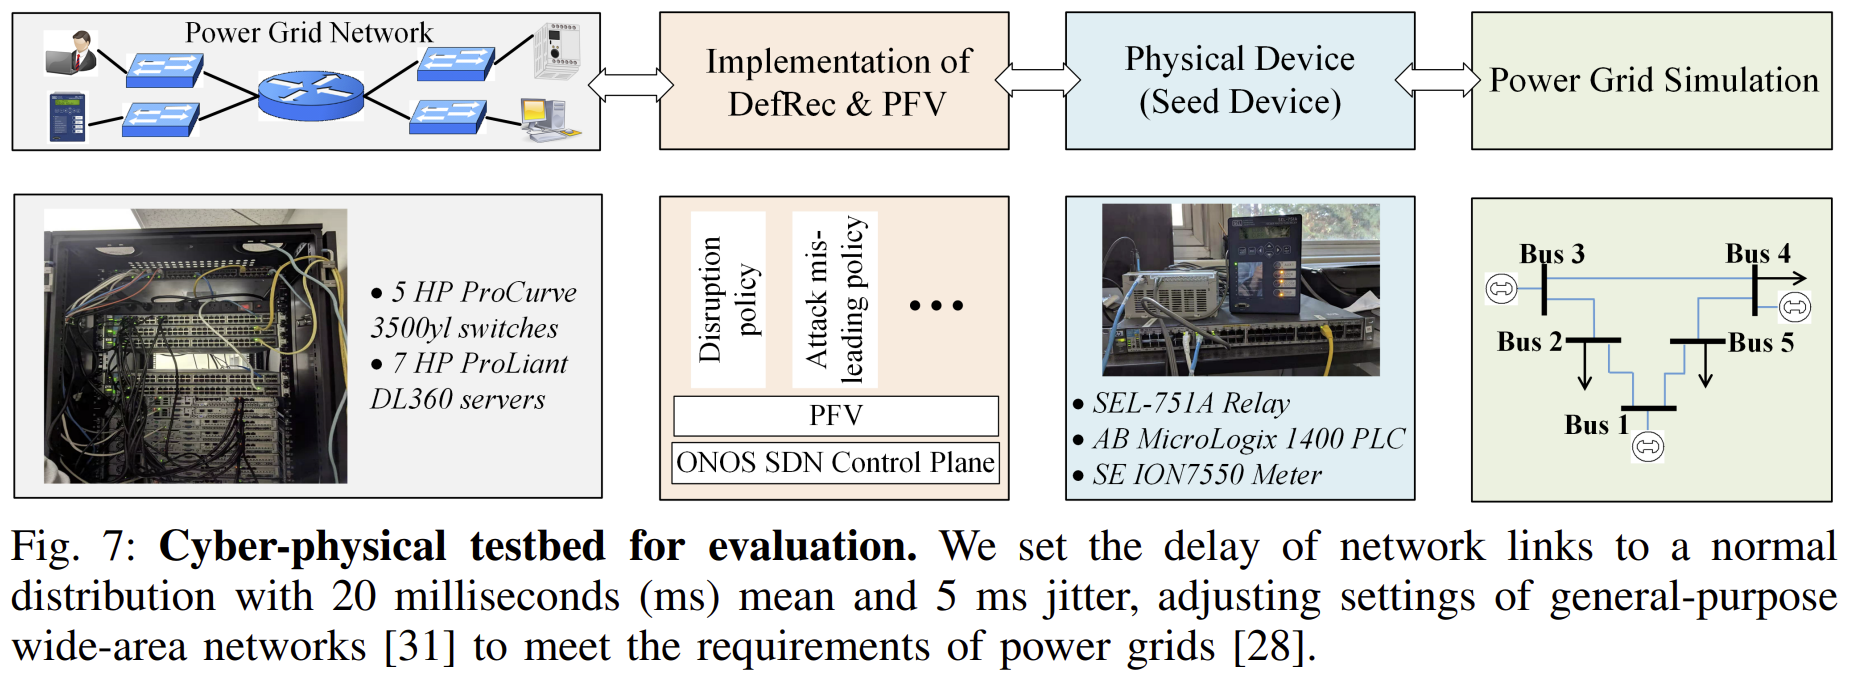 Power Grid Network
Implementation of
DefRec & PFV
Physical Device
(Seed Device)
Power Grid Simulation
• 5 HP ProCurve
3500yl switches
• 7 HP ProLiant
DL360 servers
Disruption
policy
Attack mis-
leading policy
•••
PFV
ONOS SDN Control Plane
• SEL-751A Relay
• AB MicroLogix 1400 PLC
• SE ION7550 Meter
Bus 3
Bus 4
Bus 2
Bus 5
Bus 1
Fig. 7: Cyber-physical testbed for evaluation. We set the delay of network links to a normal
distribution with 20 milliseconds (ms) mean and 5 ms jitter, adjusting settings of general-purpose
wide-area networks [31] to meet the requirements of power grids [28].